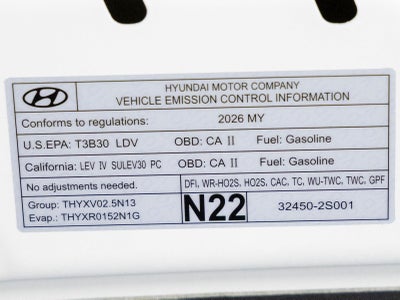 HYUNDAI MOTOR COMPANY
VEHICLE EMISSION CONTROL INFORMATION
Conforms to regulations: 2026 MY
U.S.EPA: T3B30 LDV OBD: CA II Fuel: Gasoline
California: LEV IV SULEV30 PC OBD: CA II Fuel: Gasoline
No adjustments needed. DFI, WR-HO2S, HO2S, CAC, TC, WU-TWC, TWC, GPF
Group: THYXV02.5N13
Evap.: THYXR0152N1G
N22
32450-2S001